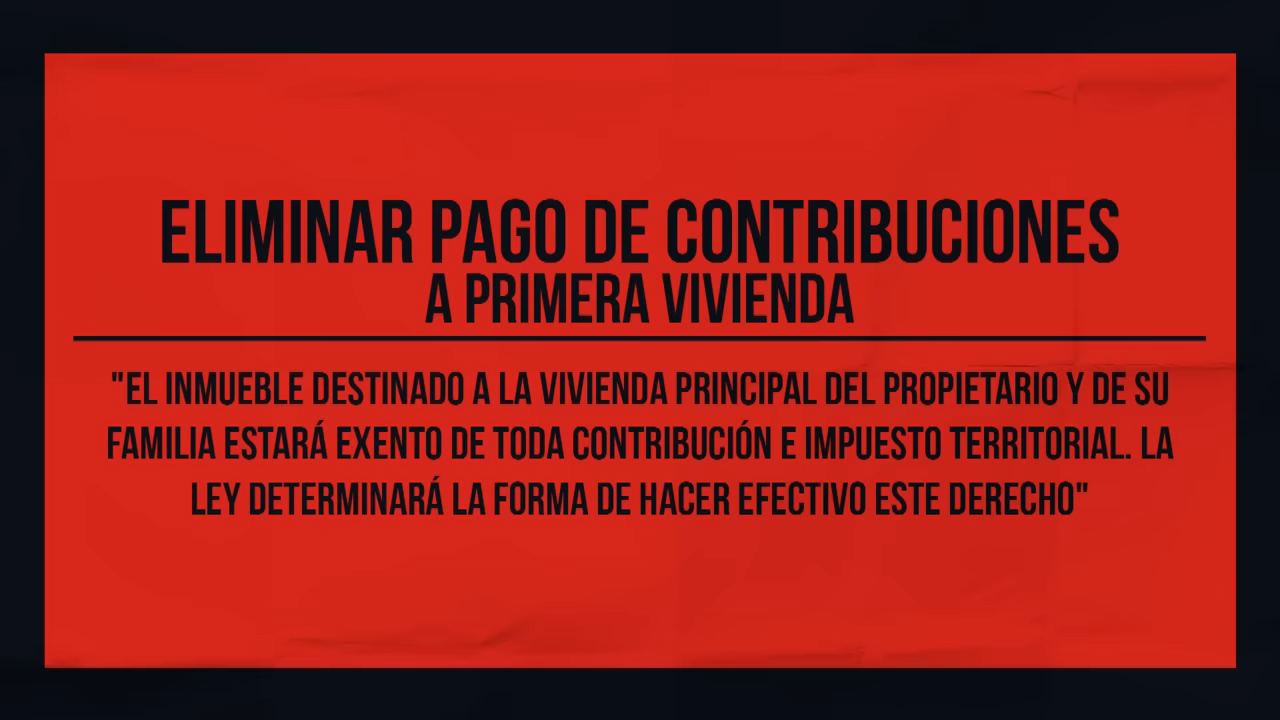 ELIMINAR PAGO DE CONTRIBUCIONES
A PRIMERA VIVIENDA
"EL INMUEBLE DESTINADO A LA VIVIENDA PRINCIPAL DEL PROPIETARIO Y DE SU
FAMILIA ESTARÁ EXENTO DE TODA CONTRIBUCIÓN E IMPUESTO TERRITORIAL. LA
LEY DETERMINARÁ LA FORMA DE HACER EFECTIVO ESTE DERECHO"